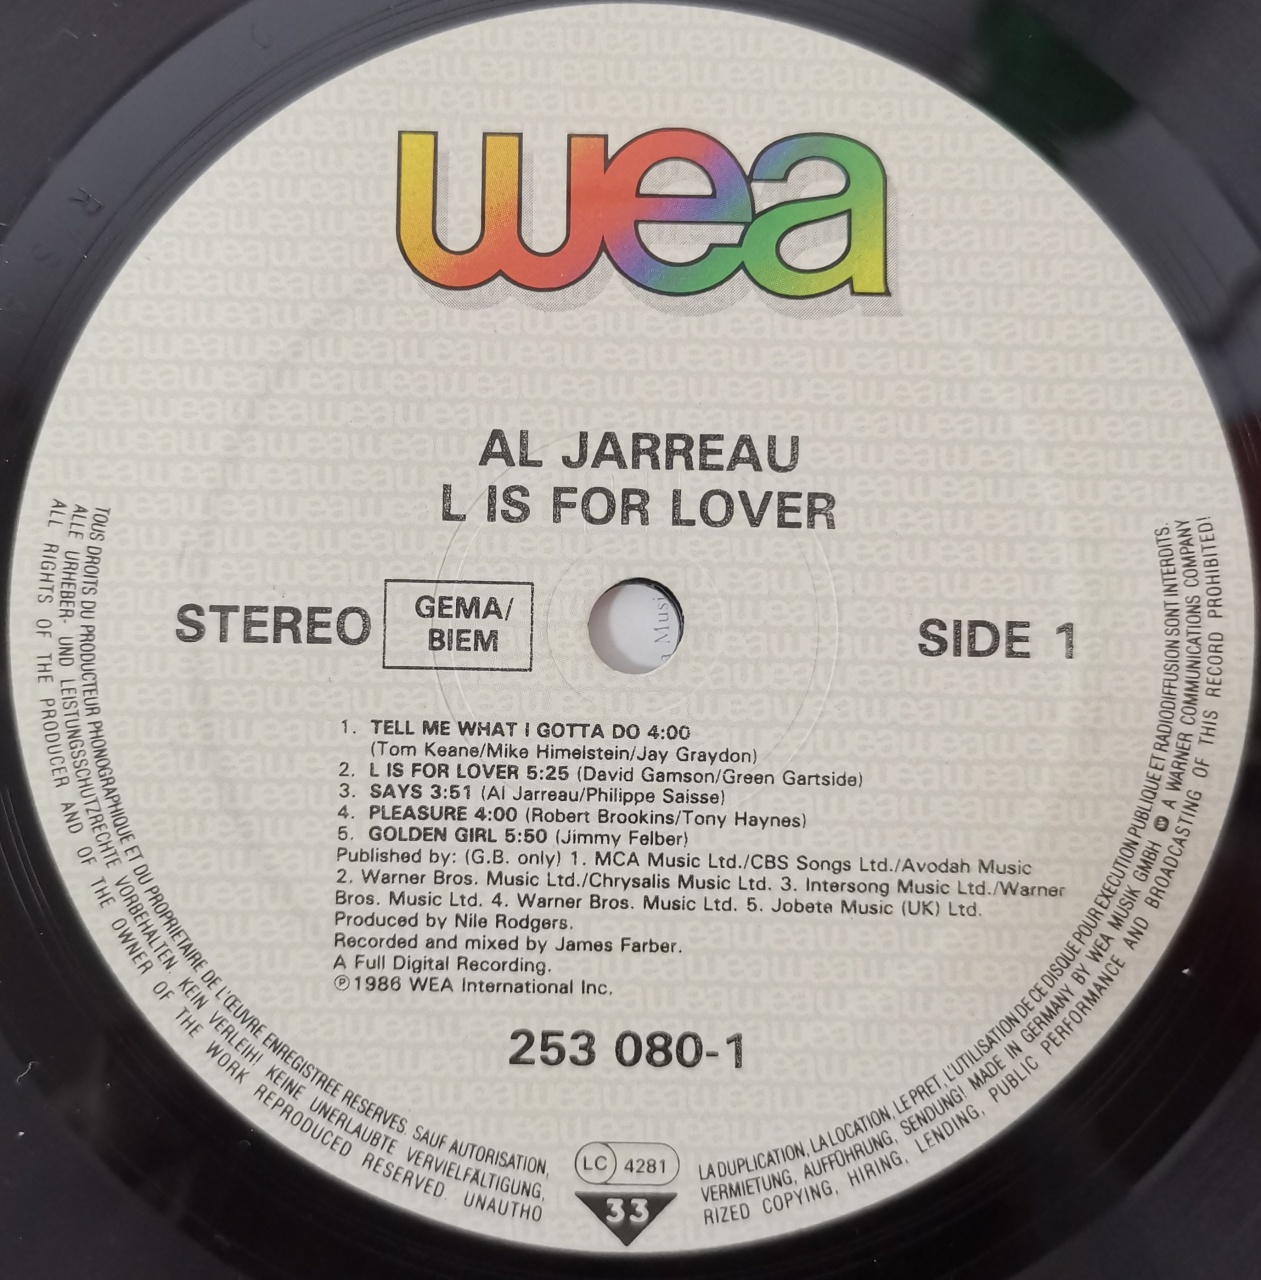 wea
AL JARREAU
L IS FOR LOVER
STEREO
GEMA/
BIEM
SIDE 1
1. TELL ME WHAT I GOTTA DO 4:00
(Tom Keane/Mike Himelstein/Jay Graydon)
2. L IS FOR LOVER 5:25 (David Gamson/Green Gartside)
3. SAYS 3:51 (Al Jarreau/Philippe Saisse)
4. PLEASURE 4:00 (Robert Brookins/Tony Haynes)
5. GOLDEN GIRL 5:50 (Jimmy Felber)
Published by: (G.B. only) 1. MCA Music Ltd./CBS Songs Ltd./Avodah Music
2. Warner Bros. Music Ltd./Chrysalis Music Ltd. 3. Intersong Music Ltd./Warner
Bros. Music Ltd. 4. Warner Bros. Music Ltd. 5. Jobete Music (UK) Ltd.
Produced by Nile Rodgers.
Recorded and mixed by James Farber.
A Full Digital Recording.
℗1986 WEA International Inc.
253 080-1
LC 4281
33
TOUS DROITS DU PRODUCTEUR PHONOGRAPHIQUE ET DU PROPRIETAIRE DE L'ŒUVRE ENREGISTREE RESERVES SAUF AUTORISATION, LA DUPLICATION, LA LOCATION, LE PRET, L'UTILISATION DE CE DISQUE POUR EXECUTION PUBLIQUE ET RADIODIFFUSION SONT INTERDITS.
ALLE URHEBER- UND LEISTUNGSSCHUTZRECHTE VORBEHALTEN. KEIN VERLEIH! KEINE UNERLAUBTE VERVIELFÄLTIGUNG, VERMIETUNG, AUFFÜHRUNG, SENDUNG! MADE IN GERMANY BY WEA MUSIK GMBH A WARNER COMMUNICATIONS COMPANY
ALL RIGHTS OF THE PRODUCER AND OF THE OWNER OF THE WORK REPRODUCED RESERVED. UNAUTHORIZED COPYING, HIRING, LENDING, PUBLIC PERFORMANCE AND BROADCASTING OF THIS RECORD PROHIBITED!